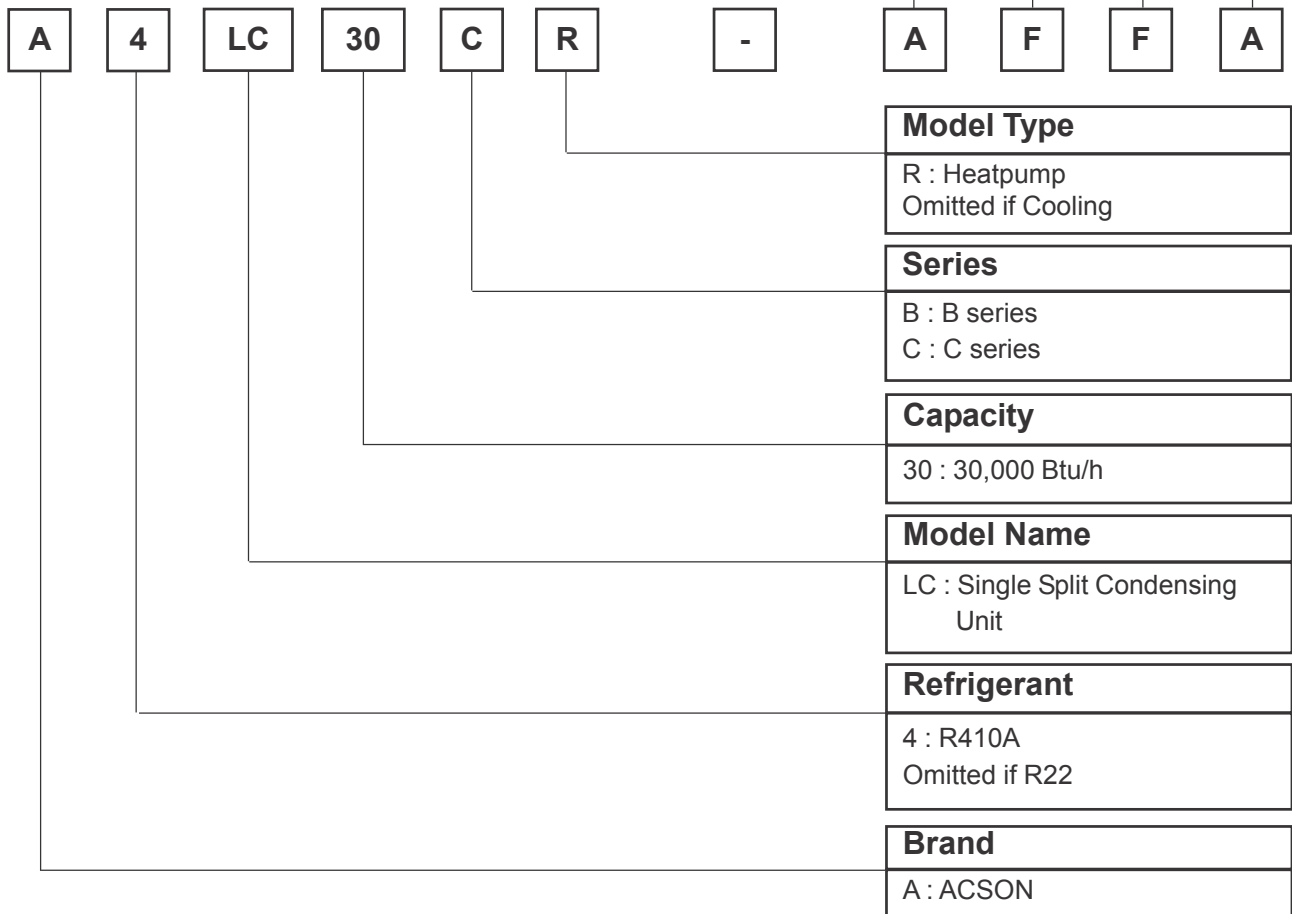 A 4 LC 30 C R - A F F A
Model Type
R : Heatpump
Omitted if Cooling
Series
B : B series
C : C series
Capacity
30 : 30,000 Btu/h
Model Name
LC : Single Split Condensing
Unit
Refrigerant
4 : R410A
Omitted if R22
Brand
A : ACSON